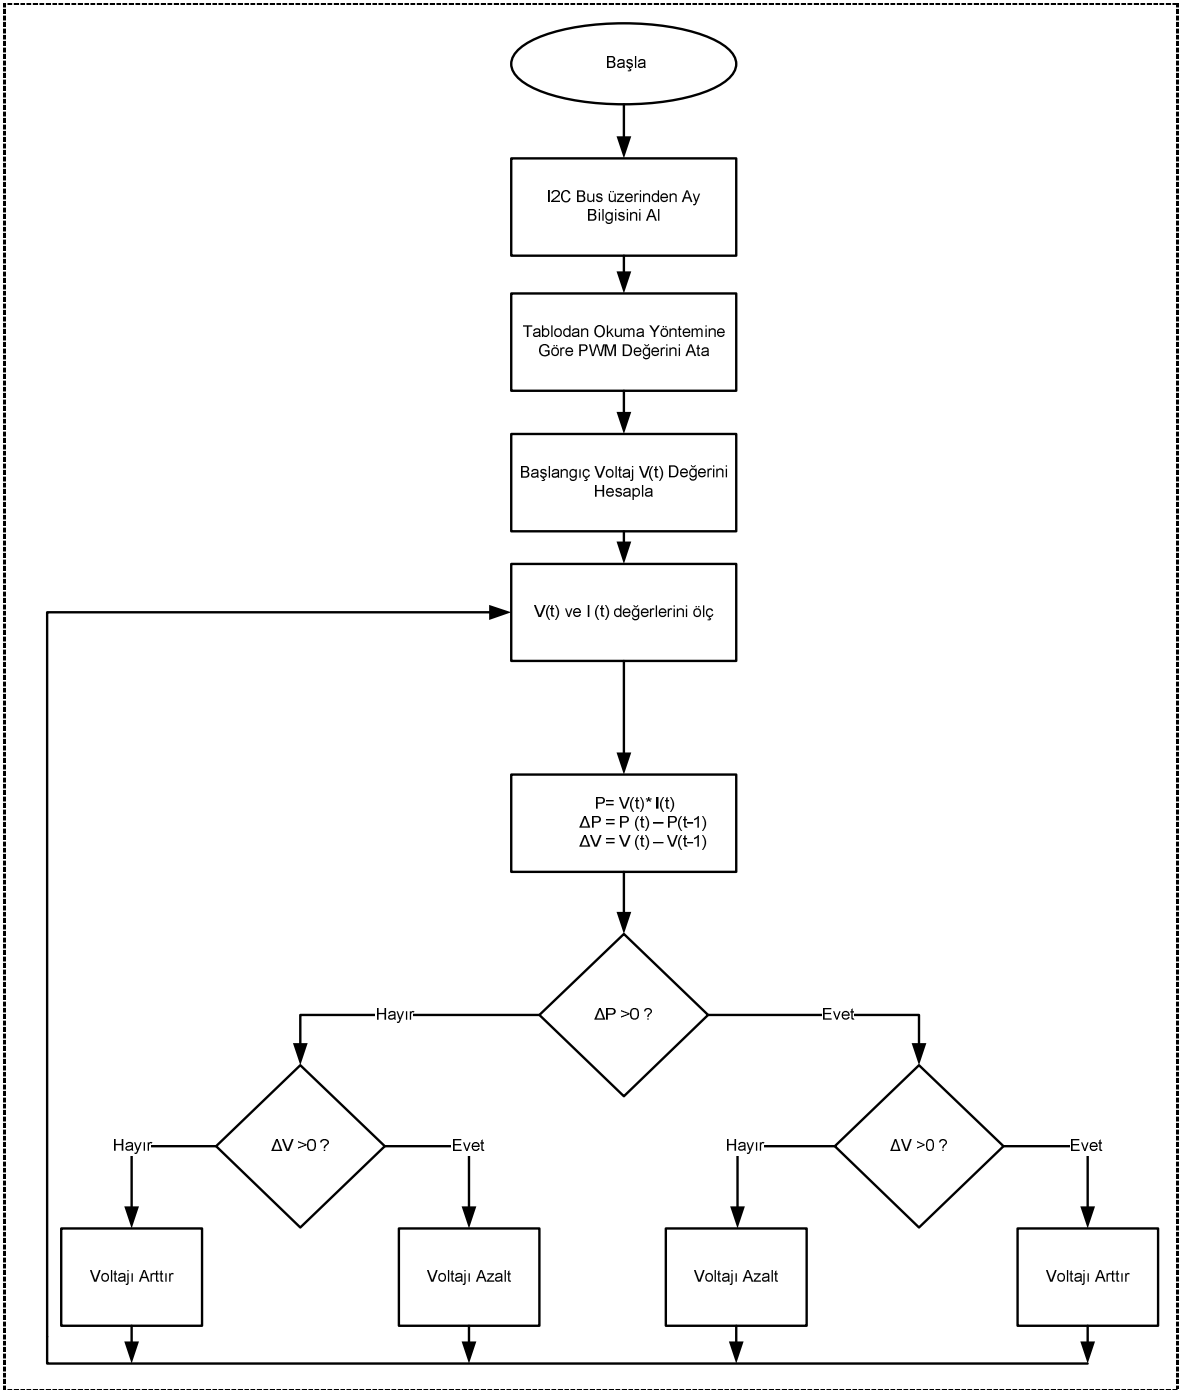 Başla
I2C Bus üzerinden Ay
Bilgisini Al
Tablodan Okuma Yöntemine
Göre PWM Değerini Ata
Başlangıç Voltaj V(t) Değerini
Hesapla
V(t) ve I (t) değerlerini ölç
P= V(t)* I(t)
ΔP = P (t) – P(t-1)
ΔV = V (t) – V(t-1)
ΔP >0 ?
Hayır
Evet
ΔV >0 ?
Hayır
Evet
ΔV >0 ?
Hayır
Evet
Voltajı Arttır
Voltajı Azalt
Voltajı Azalt
Voltajı Arttır